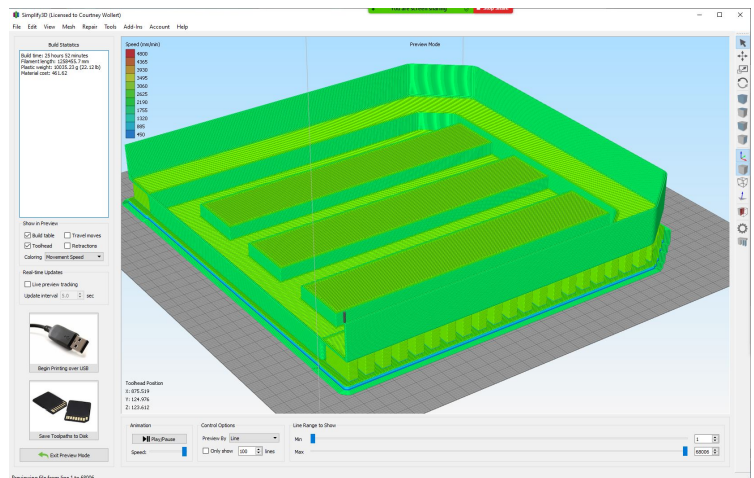 Simplify3D (Licensed to Courtney Wollert)
File Edit View Mesh Repair Tools Add-Ins Account Help
Build Statistics
Build time: 25 hours 52 minutes
Filament length: 1258455.7 mm
Plastic weight: 10035.23 g (22.12 lb)
Material cost: 461.62
Show in Preview
Build table Travel moves
Toolhead Retractions
Coloring Movement Speed
Real-time Updates
Live preview tracking
Update interval 5.0 sec
Begin Printing over USB
Save Toolpaths to Disk
Exit Preview Mode
Speed (mm/min)
4800
4365
3930
3495
3060
2625
2190
1755
1320
885
450
Preview Mode
Toolhead Position
X: 875.519
Y: 124.976
Z: 123.612
Animation
Play/Pause
Speed:
Control Options
Preview By Line
Only show 100 lines
Line Range to Show
Min 1
Max 68006